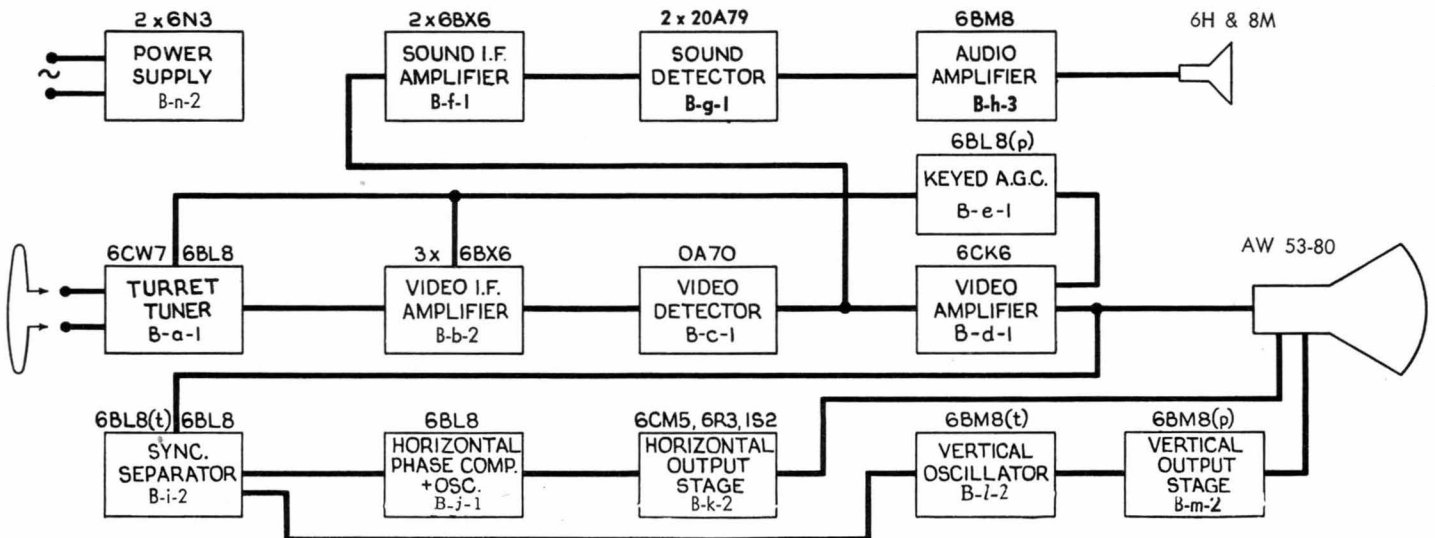 2 x 6N3
POWER
SUPPLY
B-n-2
2x6BX6
SOUND I.F.
AMPLIFIER
B-f-1
2 x 20A79
SOUND
DETECTOR
B-g-1
6BM8
AUDIO
AMPLIFIER
B-h-3
6H & 8M
6BL8(p)
KEYED A.G.C.
B-e-1
6CW7 6BL8
TURRET
TUNER
B-a-1
3x 6BX6
VIDEO I.F.
AMPLIFIER
B-b-2
OA70
VIDEO
DETECTOR
B-c-1
6CK6
VIDEO
AMPLIFIER
B-d-1
AW 53-80
6BL8(t) 6BL8
SYNC.
SEPARATOR
B-i-2
6BL8
HORIZONTAL
PHASE COMP.
+OSC.
B-j-1
6CM5, 6R3, 1S2
HORIZONTAL
OUTPUT
STAGE
B-k-2
6BM8(t)
VERTICAL
OSCILLATOR
B-l-2
6BM8(p)
VERTICAL
OUTPUT
STAGE
B-m-2